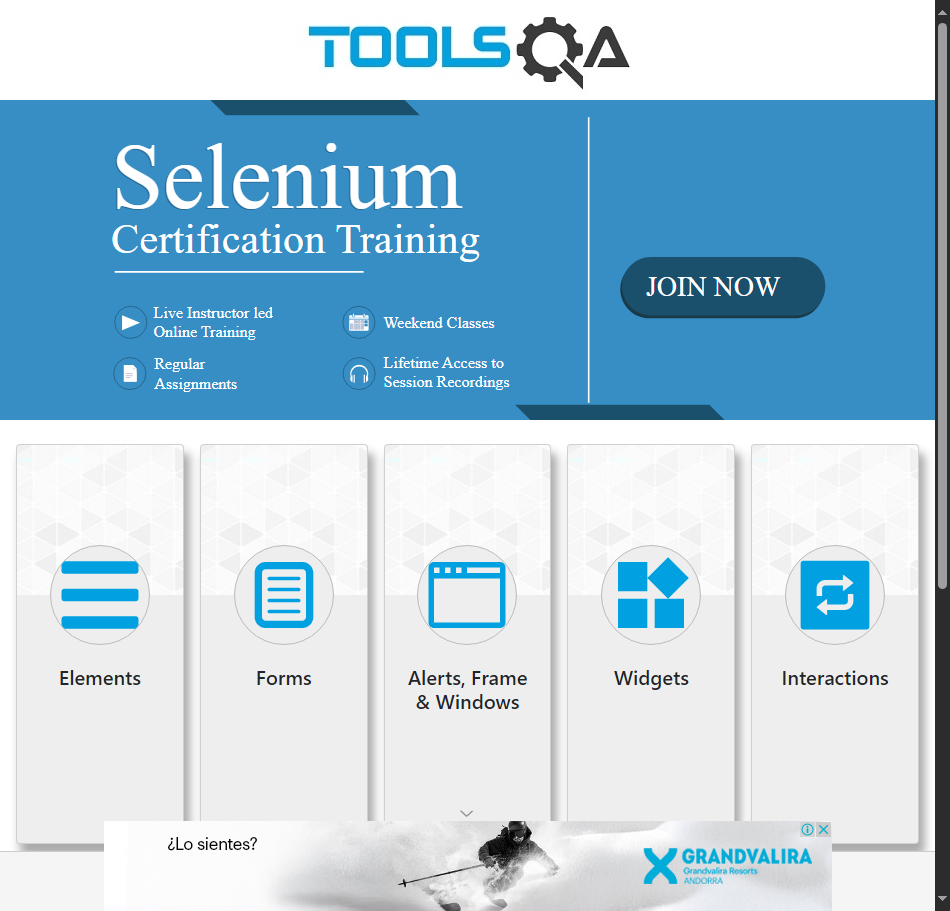 TOOLSQA
Selenium
Certification Training
Live Instructor led
Online Training
Weekend Classes
Regular
Assignments
Lifetime Access to
Session Recordings
JOIN NOW
Elements
Forms
Alerts, Frame
& Windows
Widgets
Interactions
¿Lo sientes?
GRANDVALIRA
Grandvalira Resorts
ANDORRA